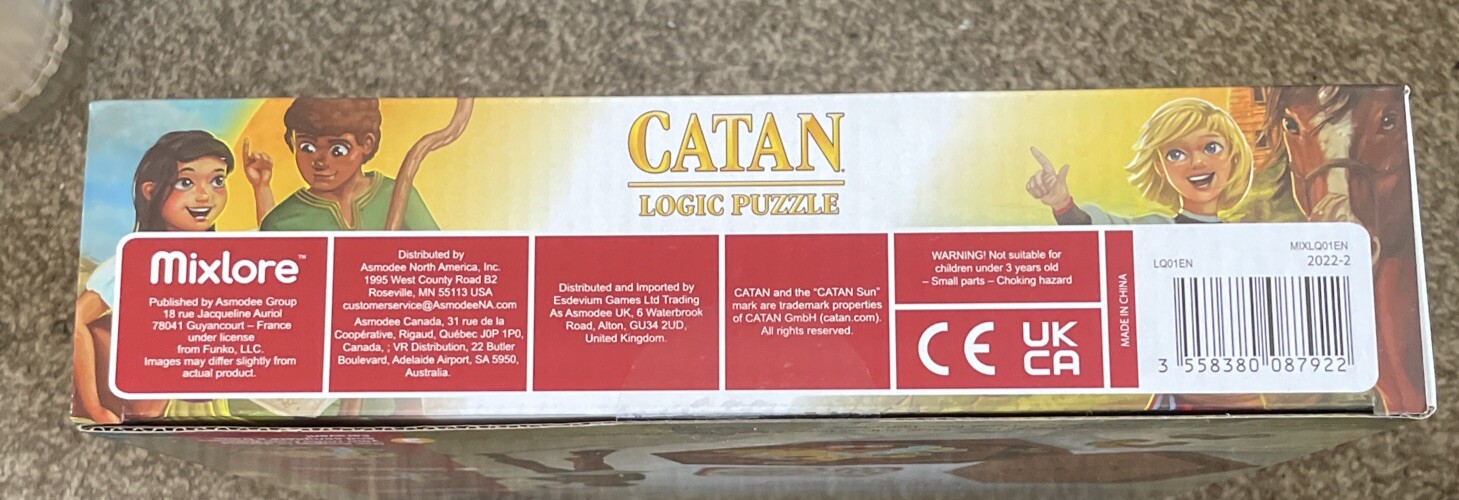 CATAN
LOGIC PUZZLE
Mixlore™
Published by Asmodee Group
18 rue Jacqueline Auriol
78041 Guyancourt – France
under license
from Funko, LLC.
Images may differ slightly from
actual product.
Distributed by
Asmodee North America, Inc.
1995 West County Road B2
Roseville, MN 55113 USA
customerservice@AsmodeeNA.com
Asmodee Canada, 31 rue de la
Coopérative, Rigaud, Québec J0P 1P0,
Canada, ; VR Distribution, 22 Butler
Boulevard, Adelaide Airport, SA 5950,
Australia.
Distributed and Imported by
Esdevium Games Ltd Trading
As Asmodee UK, 6 Waterbrook
Road, Alton, GU34 2UD,
United Kingdom.
CATAN and the "CATAN Sun"
mark are trademark properties
of CATAN GmbH (catan.com).
All rights reserved.
WARNING! Not suitable for
children under 3 years old
– Small parts – Choking hazard
CE
UK
CA
MADE IN CHINA
MIXLQ01EN
LQ01EN
2022-2
3 558380 087922